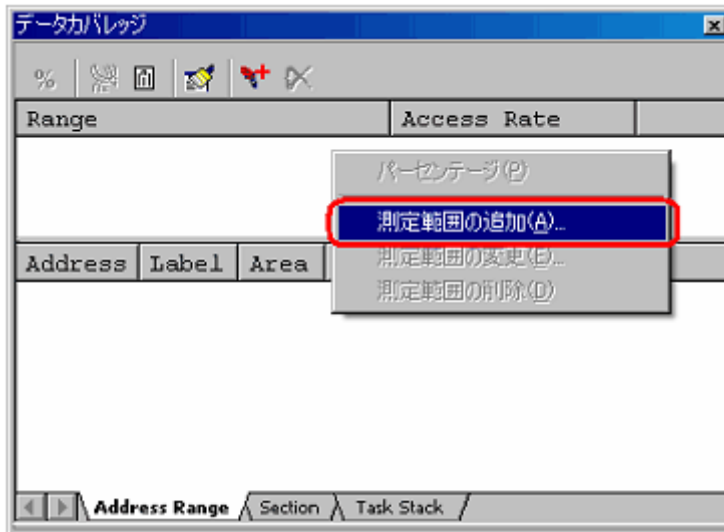 データカバレッジ
%
Range Access Rate
パーセンテージ(P)
測定範囲の追加(A)...
Address Label Area
測定範囲の変更(E)...
測定範囲の削除(D)
Address Range Section Task Stack